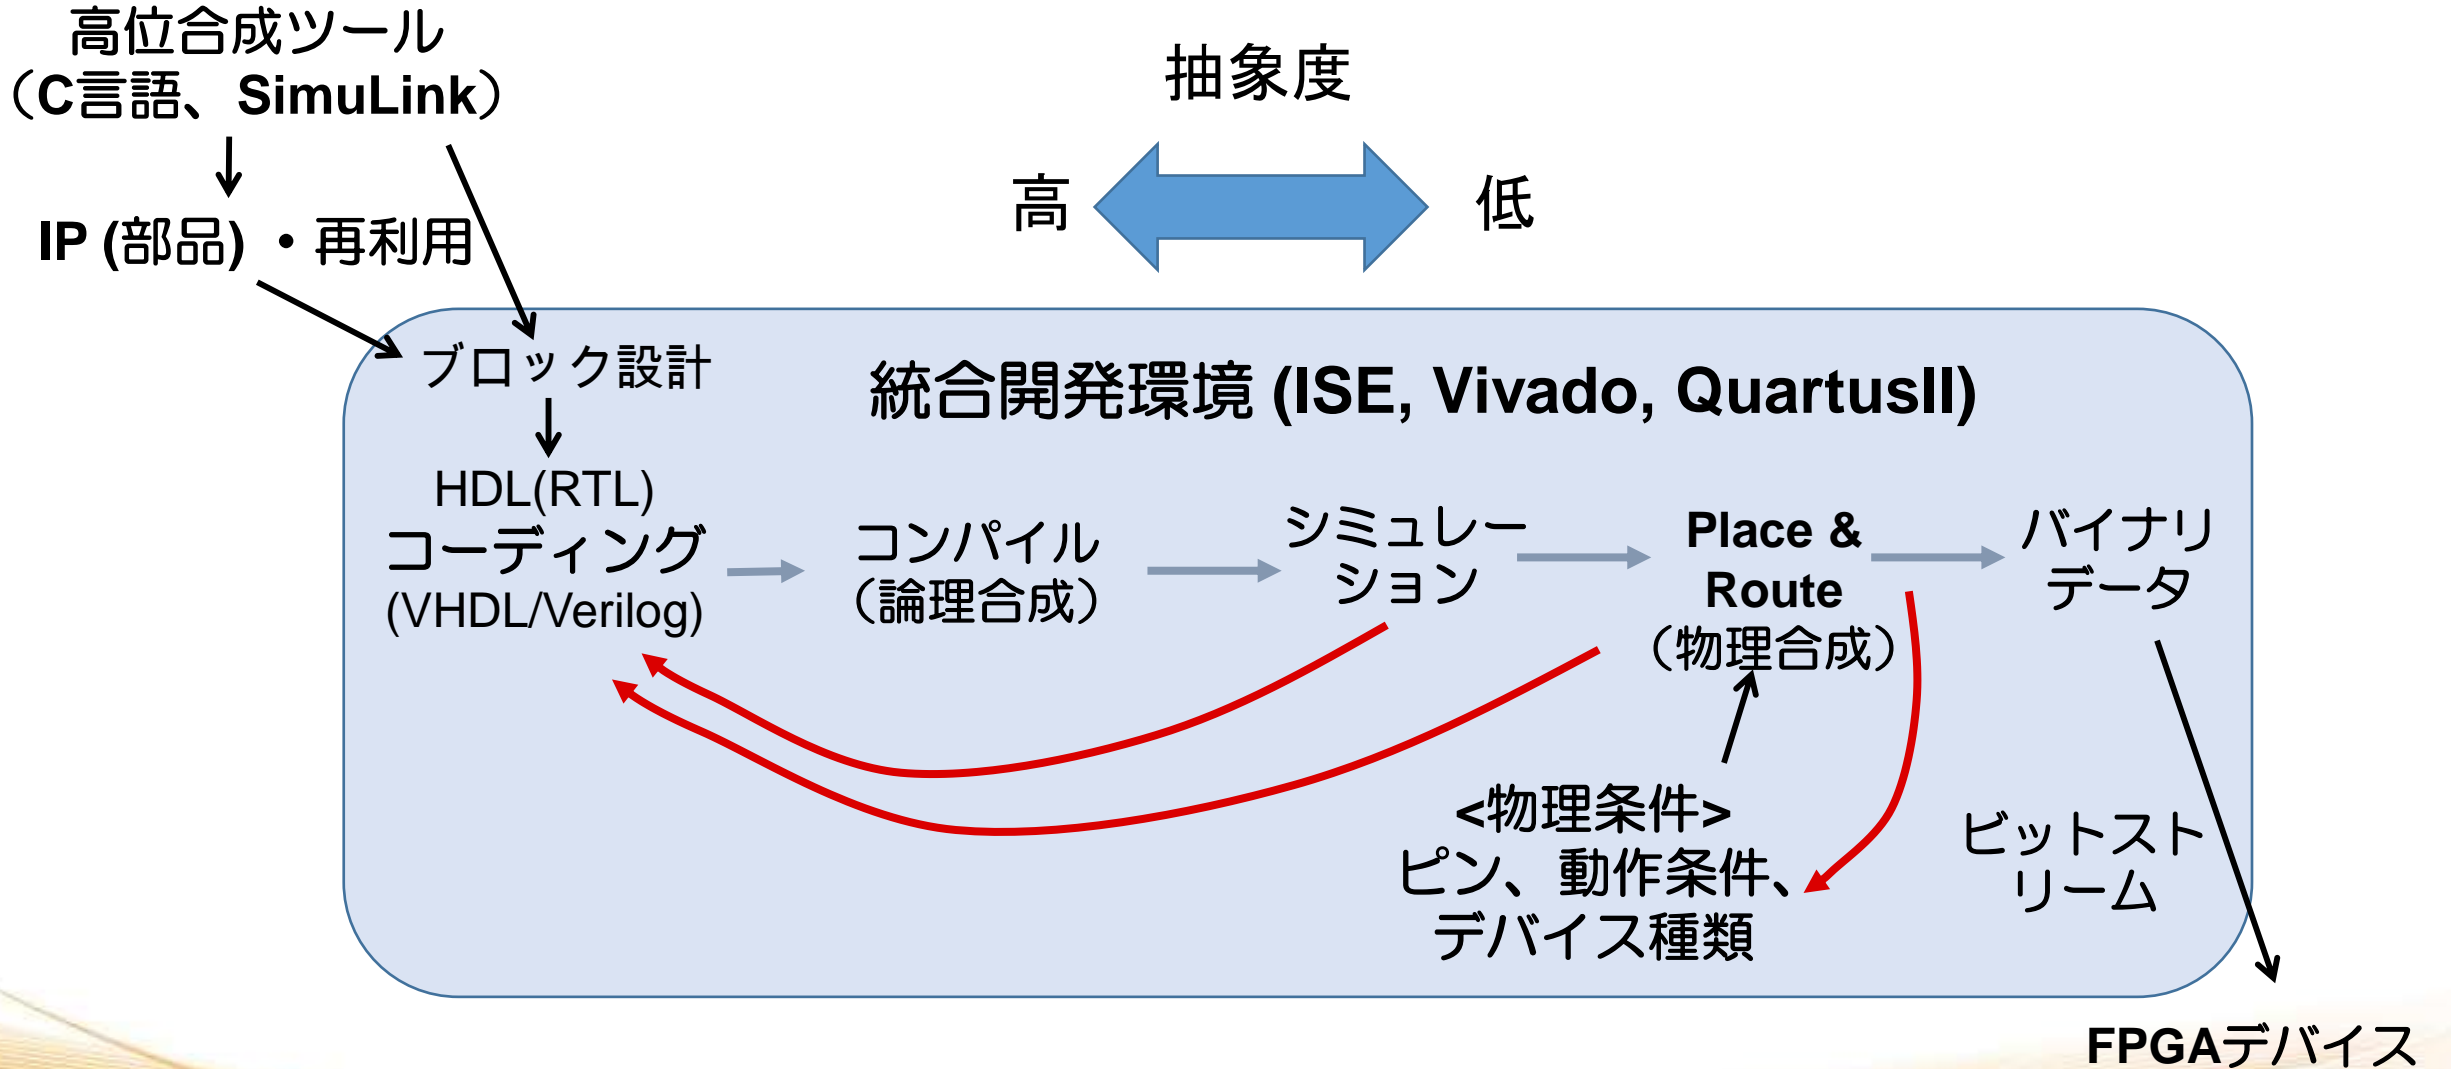 高位合成ツール
（C言語、SimuLink）
抽象度
高
低
IP (部品) ・再利用
ブロック設計
統合開発環境 (ISE, Vivado, QuartusII)
HDL(RTL)
コーディング
(VHDL/Verilog)
コンパイル
（論理合成）
シミュレー
ション
Place &
Route
（物理合成）
バイナリ
データ
<物理条件>
ピン、動作条件、
デバイス種類
ビットスト
リーム
FPGAデバイス